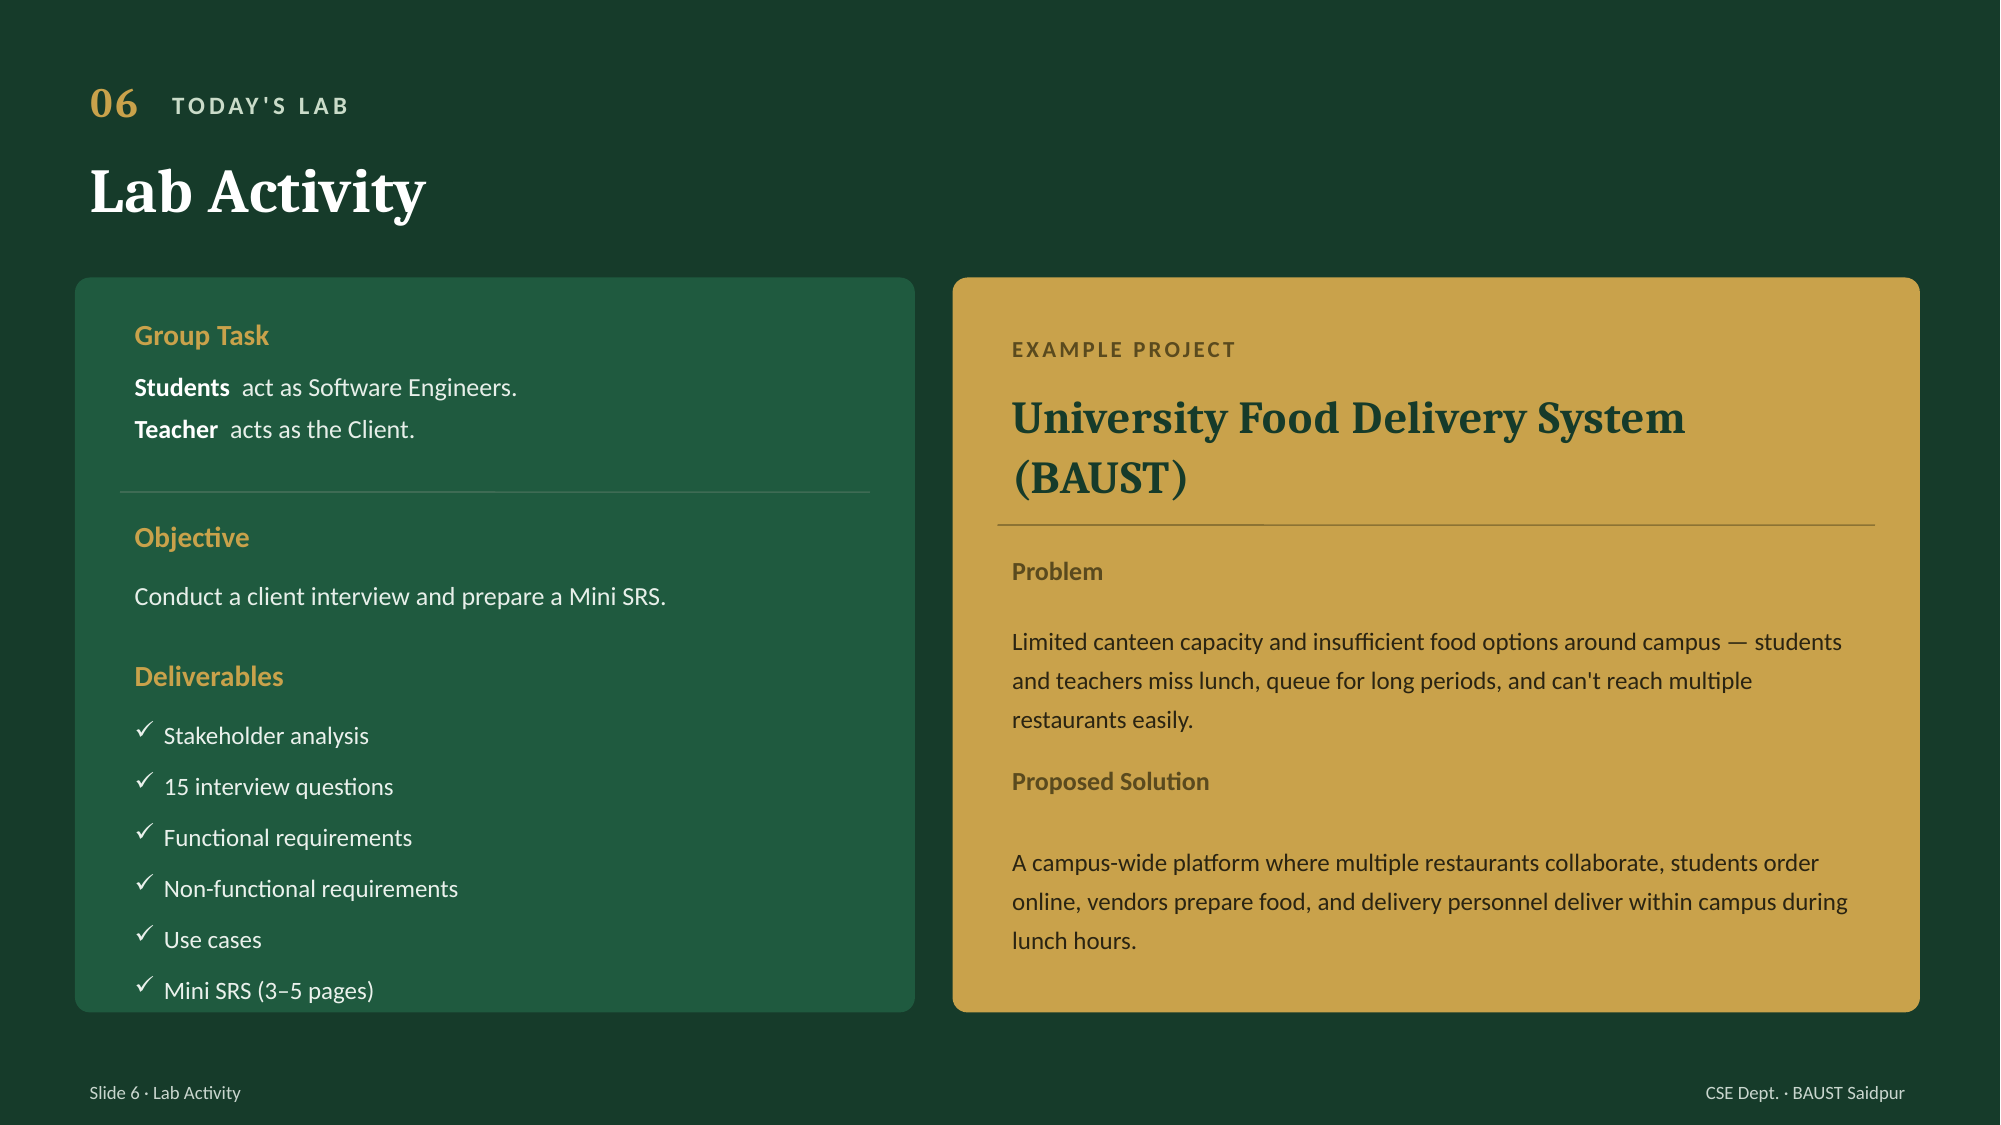 06 TODAY'S LAB
Lab Activity
Group Task
Students act as Software Engineers.
Teacher acts as the Client.
Objective
Conduct a client interview and prepare a Mini SRS.
Deliverables
✓ Stakeholder analysis
✓ 15 interview questions
✓ Functional requirements
✓ Non-functional requirements
✓ Use cases
✓ Mini SRS (3–5 pages)
EXAMPLE PROJECT
University Food Delivery System
(BAUST)
Problem
Limited canteen capacity and insufficient food options around campus — students
and teachers miss lunch, queue for long periods, and can't reach multiple
restaurants easily.
Proposed Solution
A campus-wide platform where multiple restaurants collaborate, students order
online, vendors prepare food, and delivery personnel deliver within campus during
lunch hours.
Slide 6 · Lab Activity
CSE Dept. · BAUST Saidpur